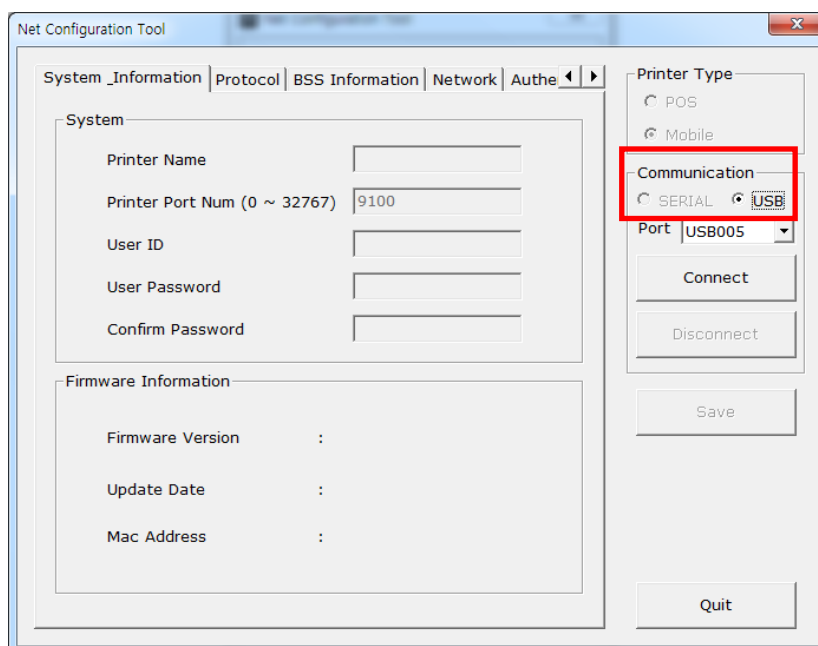 Net Configuration Tool
System _Information Protocol BSS Information Network Authe
System
Printer Name
Printer Port Num (0 ~ 32767) 9100
User ID
User Password
Confirm Password
Firmware Information
Firmware Version :
Update Date :
Mac Address :
Printer Type
POS
Mobile
Communication
SERIAL USB
Port USB005
Connect
Disconnect
Save
Quit